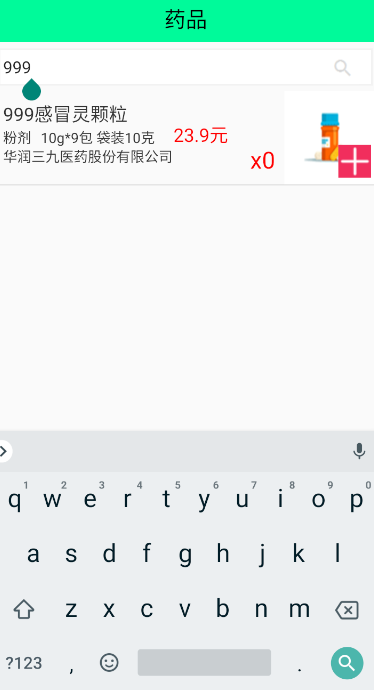 药品
999
999感冒灵颗粒
粉剂 10g*9包 袋装10克 23.9元
华润三九医药股份有限公司
x0
1 2 3 4 5 6 7 8 9 0
q w e r t y u i o p
a s d f g h j k l
z x c v b n m
?123 , .